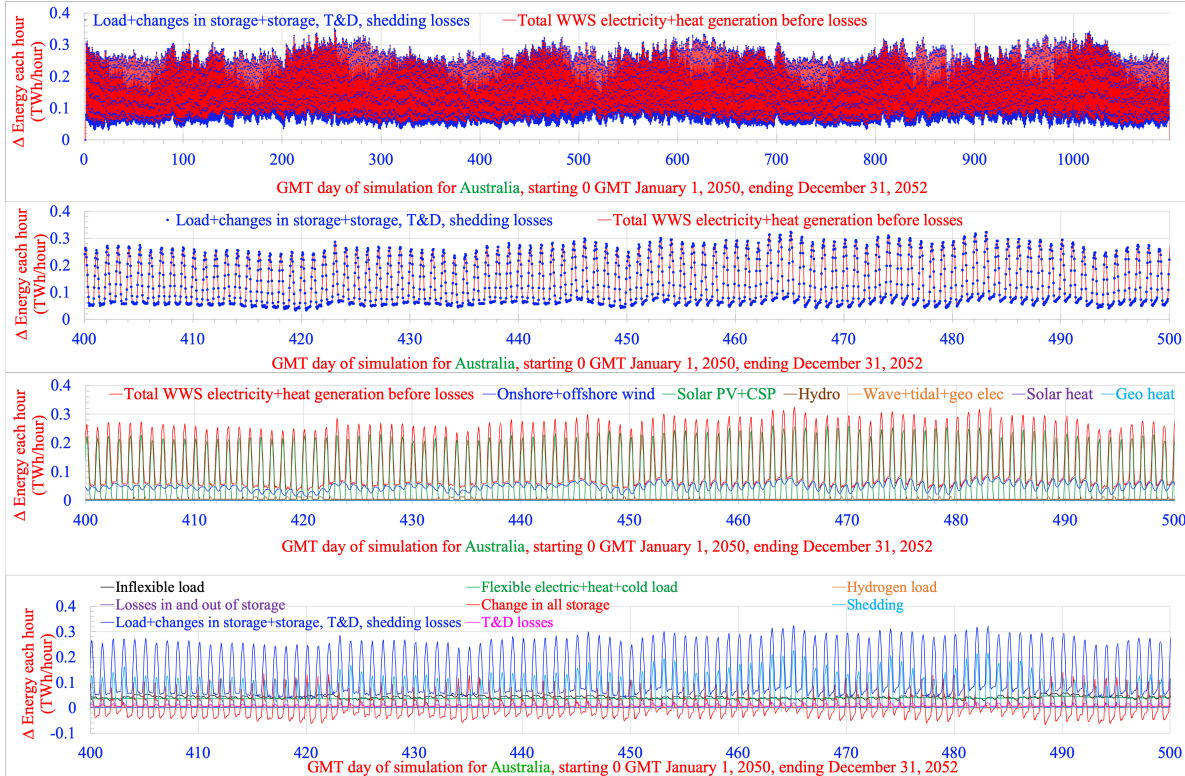 Load+changes in storage+storage, T&D, shedding losses —Total WWS electricity+heat generation before losses
Δ Energy each hour
(TWh/hour)
0.4
0.3
0.2
0.1
0
0 100 200 300 400 500 600 700 800 900 1000
GMT day of simulation for Australia, starting 0 GMT January 1, 2050, ending December 31, 2052
Load+changes in storage+storage, T&D, shedding losses —Total WWS electricity+heat generation before losses
Δ Energy each hour
(TWh/hour)
0.4
0.3
0.2
0.1
0
400 410 420 430 440 450 460 470 480 490 500
GMT day of simulation for Australia, starting 0 GMT January 1, 2050, ending December 31, 2052
—Total WWS electricity+heat generation before losses —Onshore+offshore wind —Solar PV+CSP —Hydro —Wave+tidal+geo elec —Solar heat —Geo heat
Δ Energy each hour
(TWh/hour)
0.4
0.3
0.2
0.1
0
400 410 420 430 440 450 460 470 480 490 500
GMT day of simulation for Australia, starting 0 GMT January 1, 2050, ending December 31, 2052
—Inflexible load —Flexible electric+heat+cold load —Hydrogen load
—Losses in and out of storage —Change in all storage —Shedding
—Load+changes in storage+storage, T&D, shedding losses —T&D losses
Δ Energy each hour
(TWh/hour)
0.4
0.3
0.2
0.1
0
-0.1
400 410 420 430 440 450 460 470 480 490 500
GMT day of simulation for Australia, starting 0 GMT January 1, 2050, ending December 31, 2052